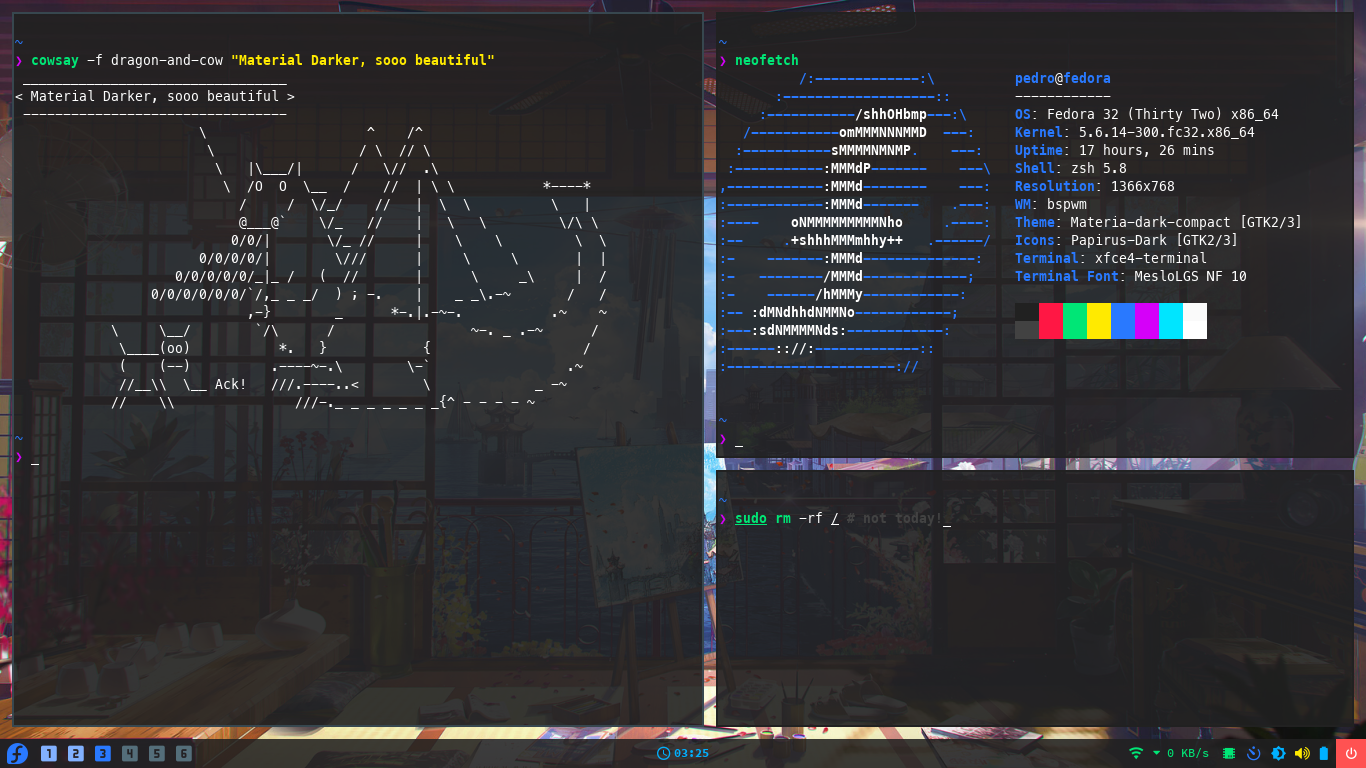 ~
❯ cowsay -f dragon-and-cow "Material Darker, sooo beautiful"
 _________________________________
< Material Darker, sooo beautiful >
 ---------------------------------
                       \                    ^    /^
                        \                  / \  // \
                         \   |\___/|      /   \//  .\
                          \  /O  O  \__  /    //  | \ \           *----*
                            /     /  \/_/    //   |  \  \          \   |
                            @___@`    \/_   //    |   \   \         \/\ \
                           0/0/|       \/_ //     |    \    \         \  \
                       0/0/0/0/|        \///      |     \     \       |  |
                    0/0/0/0/0/_|_ /   (  //       |      \     _\     |  /
                 0/0/0/0/0/0/`/,_ _ _/  ) ; -.    |    _ _\.-~       /   /
                             ,-}        _      *-.|.-~-.           .~    ~
            \     \__/        `/\      /                 ~-. _ .-~      /
             \____(oo)           *.   }            {                   /
             (    (--)          .----~-.\        \-`                 .~
             //__\\  \__ Ack!   ///.----..<        \             _ -~
            //    \\               ///-._ _ _ _ _ _ _{^ - - - - ~
~
❯ _
~
❯ neofetch
          /:-------------:\
       :-------------------::
     :-----------/shhOHbmp---:\
   /-----------omMMMNNNMMD  ---:
  :-----------sMMMMNMNMP.    ---:
 :-----------:MMMdP-------    ---\
,------------:MMMd--------    ---:
:------------:MMMd-------    .---:
:----    oNMMMMMMMMMNho     .----:
:--     .+shhhMMMmhhy++   .------/
:-    -------:MMMd--------------:
:-   --------/MMMd-------------;
:-    ------/hMMMy------------:
:-- :dMNdhhdNMMNo------------;
:---:sdNMMMMNds:------------:
:------:://:-------------::
:---------------------://
pedro@fedora
------------
OS: Fedora 32 (Thirty Two) x86_64
Kernel: 5.6.14-300.fc32.x86_64
Uptime: 17 hours, 26 mins
Shell: zsh 5.8
Resolution: 1366x768
WM: bspwm
Theme: Materia-dark-compact [GTK2/3]
Icons: Papirus-Dark [GTK2/3]
Terminal: xfce4-terminal
Terminal Font: MesloLGS NF 10
~
❯ _
~
❯ sudo rm -rf / # not today!_
1 2 3 4 5 6
03:25
0 KB/s